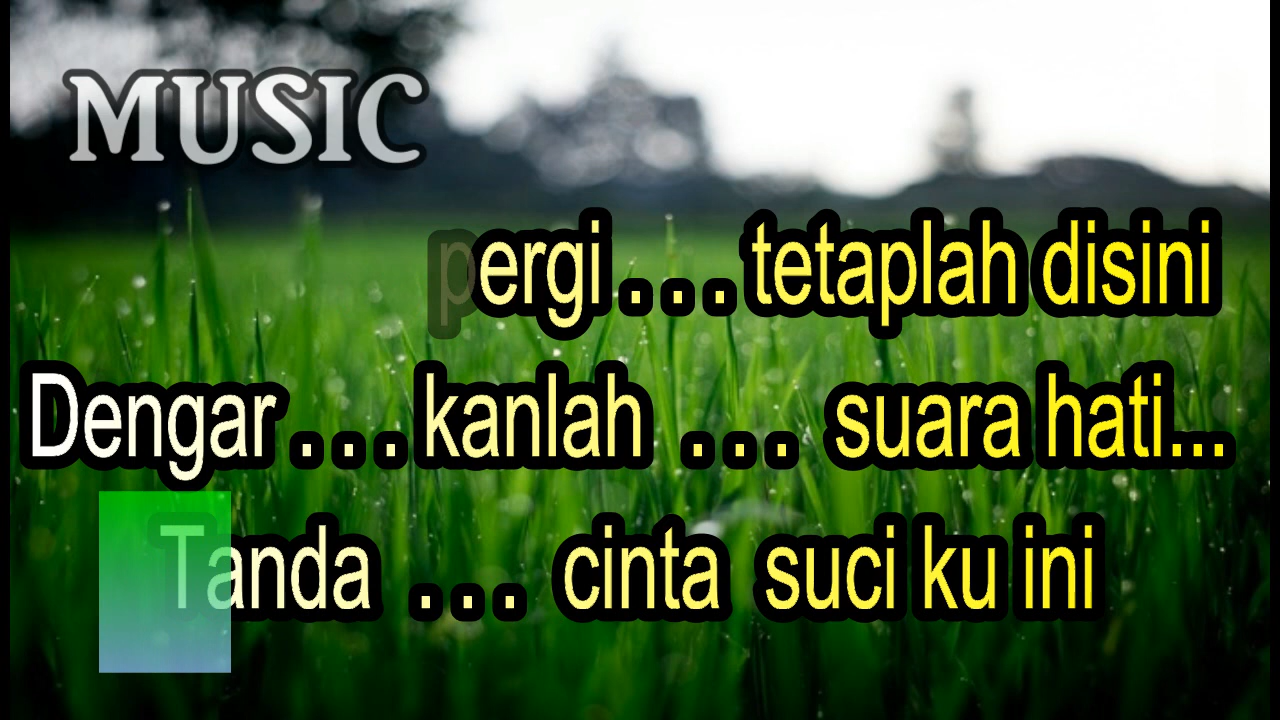 MUSIC
pergi . . . tetaplah disini
Dengar . . . kanlah . . . suara hati...
Tanda . . . cinta suci ku ini